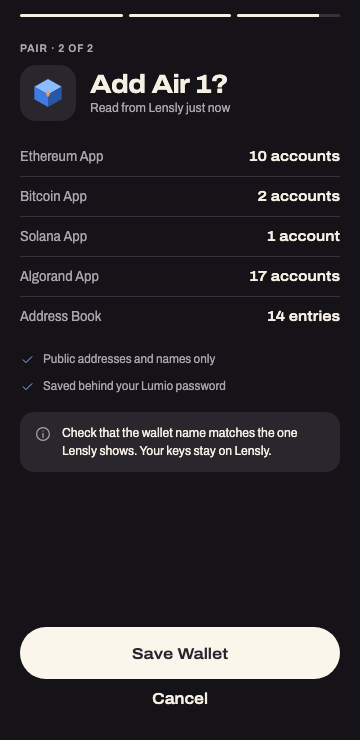 PAIR · 2 OF 2
Add Air 1?
Read from Lensly just now
Ethereum App 10 accounts
Bitcoin App 2 accounts
Solana App 1 account
Algorand App 17 accounts
Address Book 14 entries
Public addresses and names only
Saved behind your Lumio password
Check that the wallet name matches the one
Lensly shows. Your keys stay on Lensly.
Save Wallet
Cancel